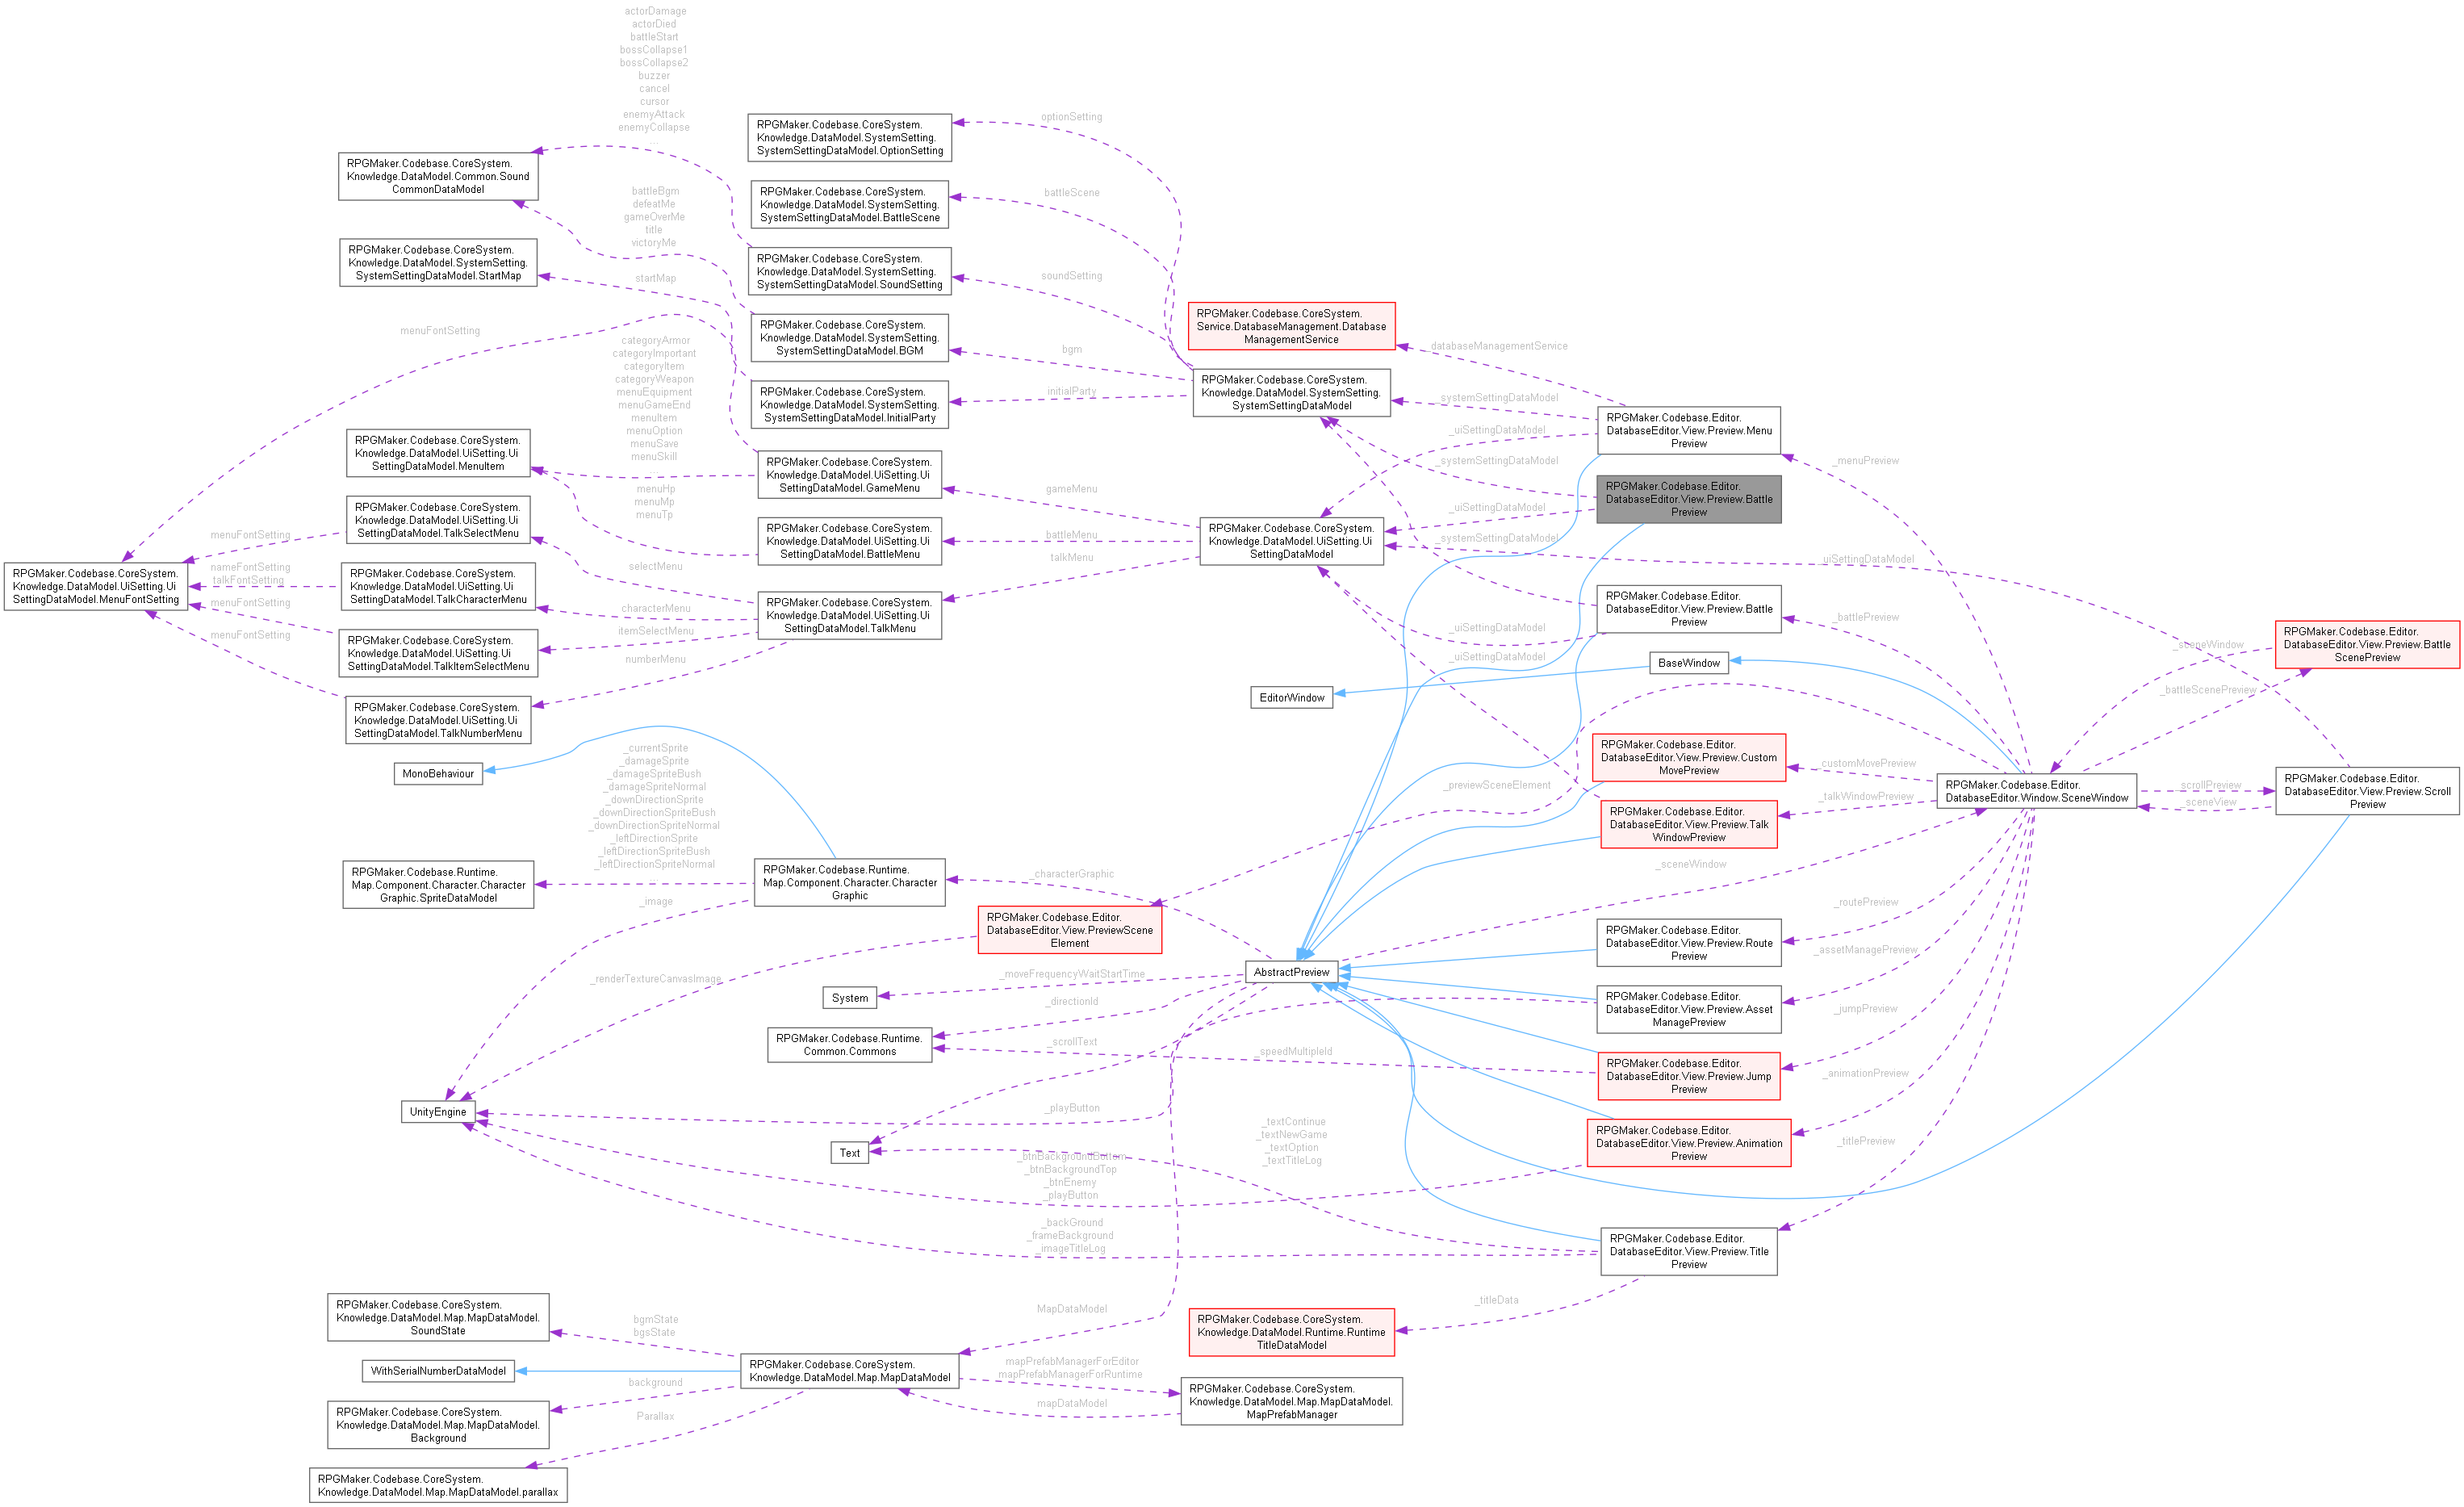 actorDamage
actorDied
battleStart
bossCollapse1
bossCollapse2
buzzer
cancel
cursor
enemyAttack
enemyCollapse
...
RPGMaker.Codebase.CoreSystem.
Knowledge.DataModel.Common.Sound
CommonDataModel
battleBgm
defeatMe
gameOverMe
title
victoryMe
RPGMaker.Codebase.CoreSystem.
Knowledge.DataModel.SystemSetting.
SystemSettingDataModel.StartMap
startMap
menuFontSetting
categoryArmor
categoryImportant
categoryItem
categoryWeapon
menuEquipment
menuGameEnd
menuItem
menuOption
menuSave
menuSkill
...
RPGMaker.Codebase.CoreSystem.
Knowledge.DataModel.UiSetting.Ui
SettingDataModel.MenuItem
menuHp
menuMp
menuTp
RPGMaker.Codebase.CoreSystem.
Knowledge.DataModel.UiSetting.Ui
SettingDataModel.TalkSelectMenu
menuFontSetting
nameFontSetting
talkFontSetting
menuFontSetting
menuFontSetting
RPGMaker.Codebase.CoreSystem.
Knowledge.DataModel.UiSetting.Ui
SettingDataModel.MenuFontSetting
RPGMaker.Codebase.CoreSystem.
Knowledge.DataModel.UiSetting.Ui
SettingDataModel.TalkCharacterMenu
RPGMaker.Codebase.CoreSystem.
Knowledge.DataModel.UiSetting.Ui
SettingDataModel.TalkItemSelectMenu
RPGMaker.Codebase.CoreSystem.
Knowledge.DataModel.UiSetting.Ui
SettingDataModel.TalkNumberMenu
selectMenu
characterMenu
itemSelectMenu
numberMenu
MonoBehaviour
_currentSprite
_damageSprite
_damageSpriteBush
_damageSpriteNormal
_downDirectionSprite
_downDirectionSpriteBush
_downDirectionSpriteNormal
_leftDirectionSprite
_leftDirectionSpriteBush
_leftDirectionSpriteNormal
...
RPGMaker.Codebase.Runtime.
Map.Component.Character.Character
Graphic.SpriteDataModel
_image
_renderTextureCanvasImage
UnityEngine
RPGMaker.Codebase.CoreSystem.
Knowledge.DataModel.Map.MapDataModel.
SoundState
bgmState
bgsState
WithSerialNumberDataModel
background
RPGMaker.Codebase.CoreSystem.
Knowledge.DataModel.Map.MapDataModel.
Background
Parallax
RPGMaker.Codebase.CoreSystem.
Knowledge.DataModel.Map.MapDataModel.parallax
RPGMaker.Codebase.CoreSystem.
Knowledge.DataModel.SystemSetting.
SystemSettingDataModel.OptionSetting
optionSetting
RPGMaker.Codebase.CoreSystem.
Knowledge.DataModel.SystemSetting.
SystemSettingDataModel.BattleScene
battleScene
RPGMaker.Codebase.CoreSystem.
Knowledge.DataModel.SystemSetting.
SystemSettingDataModel.SoundSetting
soundSetting
RPGMaker.Codebase.CoreSystem.
Knowledge.DataModel.SystemSetting.
SystemSettingDataModel.BGM
bgm
RPGMaker.Codebase.CoreSystem.
Knowledge.DataModel.SystemSetting.
SystemSettingDataModel.InitialParty
initialParty
RPGMaker.Codebase.CoreSystem.
Knowledge.DataModel.UiSetting.Ui
SettingDataModel.GameMenu
gameMenu
RPGMaker.Codebase.CoreSystem.
Knowledge.DataModel.UiSetting.Ui
SettingDataModel.BattleMenu
battleMenu
talkMenu
RPGMaker.Codebase.CoreSystem.
Knowledge.DataModel.UiSetting.Ui
SettingDataModel.TalkMenu
RPGMaker.Codebase.Runtime.
Map.Component.Character.Character
Graphic
_characterGraphic
RPGMaker.Codebase.Editor.
DatabaseEditor.View.PreviewScene
Element
System
_moveFrequencyWaitStartTime
_directionId
RPGMaker.Codebase.Runtime.
Common.Commons
_scrollText
_playButton
Text
_btnBackgroundBottom
_btnBackgroundTop
_btnEnemy
_playButton
_backGround
_frameBackground
_imageTitleLog
MapDataModel
RPGMaker.Codebase.CoreSystem.
Knowledge.DataModel.Map.MapDataModel
mapPrefabManagerForEditor
mapPrefabManagerForRuntime
mapDataModel
RPGMaker.Codebase.CoreSystem.
Knowledge.DataModel.Map.MapDataModel.
MapPrefabManager
RPGMaker.Codebase.CoreSystem.
Service.DatabaseManagement.Database
ManagementService
databaseManagementService
RPGMaker.Codebase.CoreSystem.
Knowledge.DataModel.SystemSetting.
SystemSettingDataModel
_systemSettingDataModel
_uiSettingDataModel
_systemSettingDataModel
_uiSettingDataModel
_systemSettingDataModel
_uiSettingDataModel
_uiSettingDataModel
RPGMaker.Codebase.CoreSystem.
Knowledge.DataModel.UiSetting.Ui
SettingDataModel
EditorWindow
_previewSceneElement
AbstractPreview
_speedMultipleId
_textContinue
_textNewGame
_textOption
_textTitleLog
RPGMaker.Codebase.CoreSystem.
Knowledge.DataModel.Runtime.Runtime
TitleDataModel
_titleData
RPGMaker.Codebase.Editor.
DatabaseEditor.View.Preview.Menu
Preview
RPGMaker.Codebase.Editor.
DatabaseEditor.View.Preview.Battle
Preview
RPGMaker.Codebase.Editor.
DatabaseEditor.View.Preview.Battle
Preview
BaseWindow
RPGMaker.Codebase.Editor.
DatabaseEditor.View.Preview.Custom
MovePreview
RPGMaker.Codebase.Editor.
DatabaseEditor.View.Preview.Talk
WindowPreview
_sceneWindow
RPGMaker.Codebase.Editor.
DatabaseEditor.View.Preview.Route
Preview
RPGMaker.Codebase.Editor.
DatabaseEditor.View.Preview.Asset
ManagePreview
RPGMaker.Codebase.Editor.
DatabaseEditor.View.Preview.Jump
Preview
RPGMaker.Codebase.Editor.
DatabaseEditor.View.Preview.Animation
Preview
RPGMaker.Codebase.Editor.
DatabaseEditor.View.Preview.Title
Preview
_menuPreview
_uiSettingDataModel
_battlePreview
_customMovePreview
_talkWindowPreview
_routePreview
_assetManagePreview
_jumpPreview
_animationPreview
_titlePreview
RPGMaker.Codebase.Editor.
DatabaseEditor.Window.SceneWindow
_sceneWindow
_battleScenePreview
_scrollPreview
_sceneView
RPGMaker.Codebase.Editor.
DatabaseEditor.View.Preview.Battle
ScenePreview
RPGMaker.Codebase.Editor.
DatabaseEditor.View.Preview.Scroll
Preview